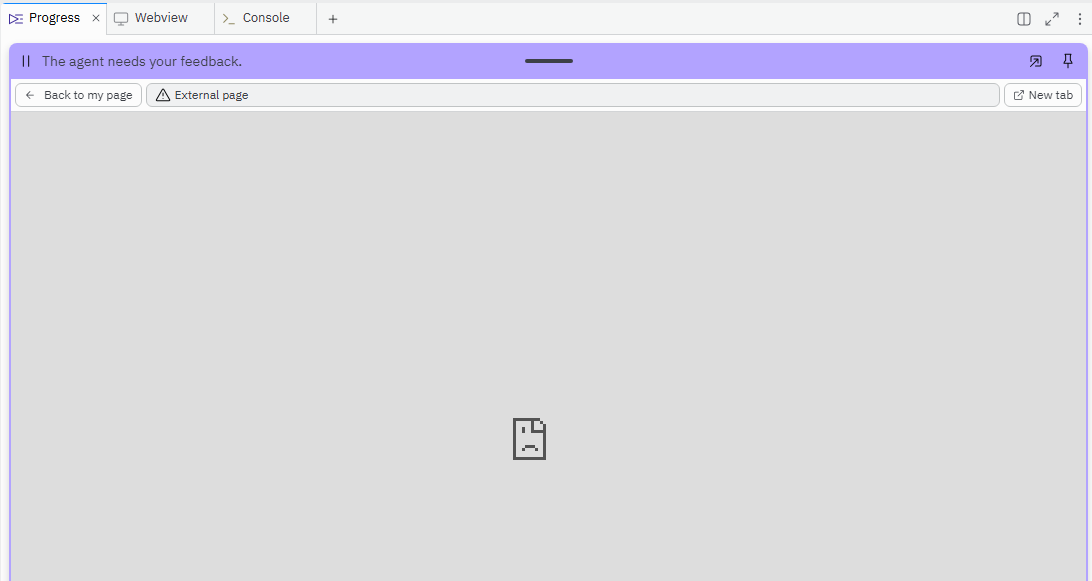 Progress Webview Console
The agent needs your feedback.
Back to my page External page New tab